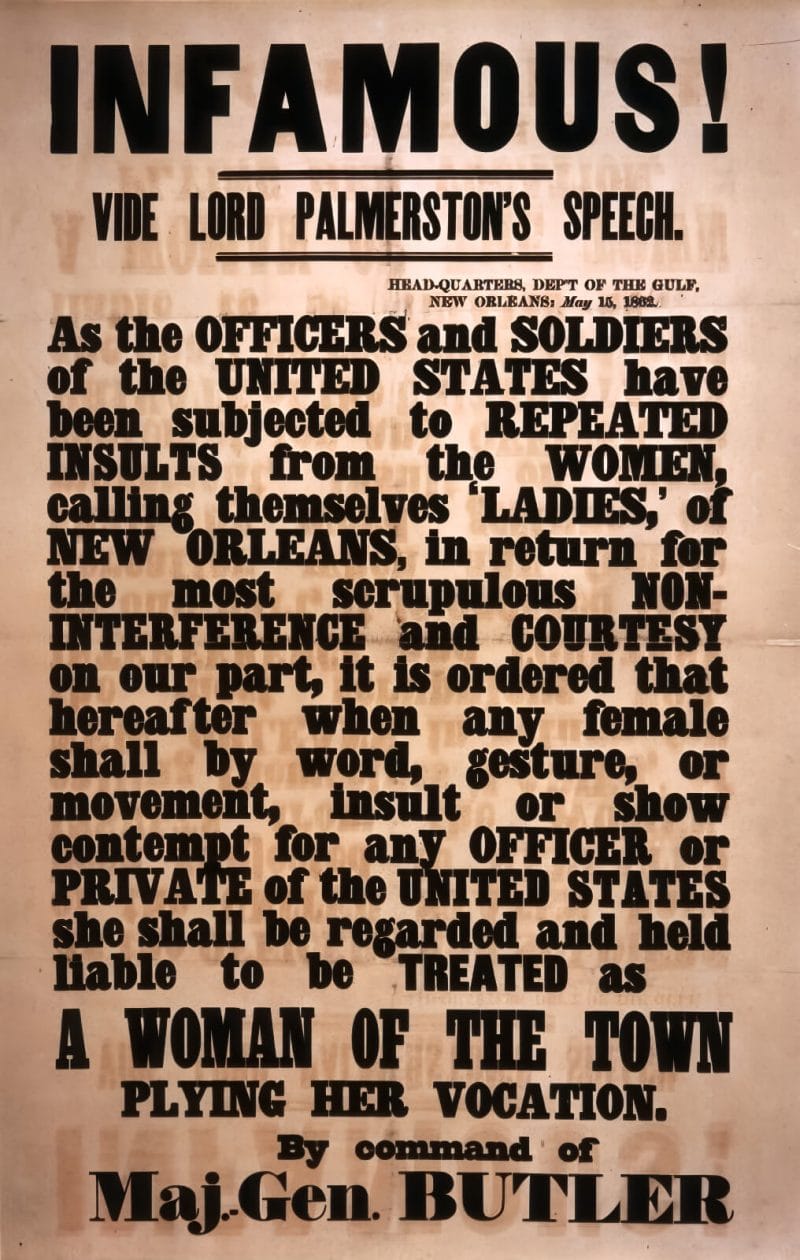 INFAMOUS!
VIDE LORD PALMERSTON'S SPEECH.
HEAD-QUARTERS, DEP'T OF THE GULF,
NEW ORLEANS: May 15, 1862.
As the OFFICERS and SOLDIERS
of the UNITED STATES have
been subjected to REPEATED
INSULTS from the WOMEN,
calling themselves 'LADIES,' of
NEW ORLEANS, in return for
the most scrupulous NON-
INTERFERENCE and COURTESY
on our part, it is ordered that
hereafter when any female
shall by word, gesture, or
movement, insult or show
contempt for any OFFICER or
PRIVATE of the UNITED STATES
she shall be regarded and held
liable to be TREATED as
A WOMAN OF THE TOWN
PLYING HER VOCATION.
By command of
Maj.-Gen. BUTLER